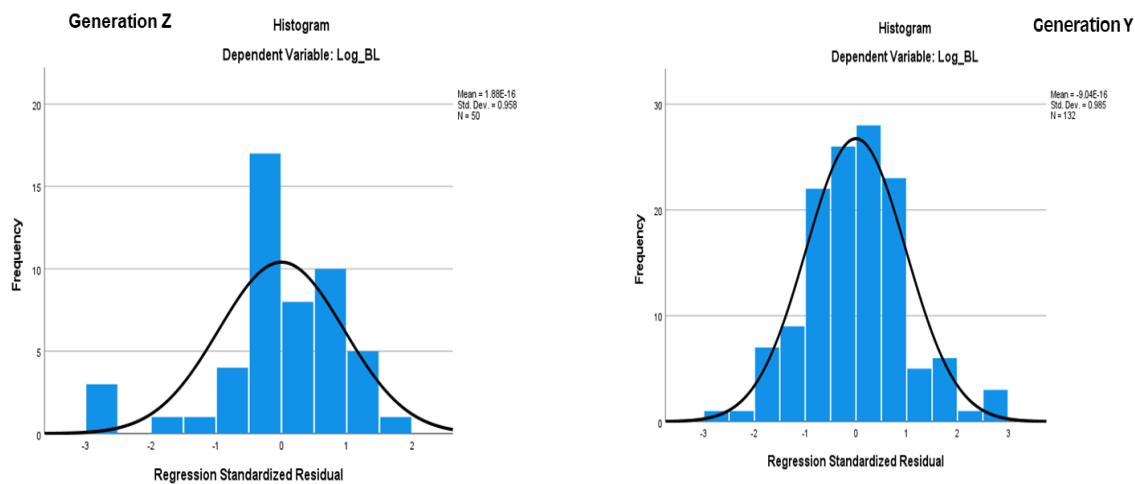 Generation Z
Histogram
Dependent Variable: Log_BL
Mean = 1.88E-16
Std. Dev. = 0.958
N = 50
Frequency
20
15
10
5
0
-3 -2 -1 0 1 2
Regression Standardized Residual
Generation Y
Histogram
Dependent Variable: Log_BL
Mean = -9.04E-16
Std. Dev. = 0.985
N = 132
Frequency
30
20
10
0
-3 -2 -1 0 1 2 3
Regression Standardized Residual